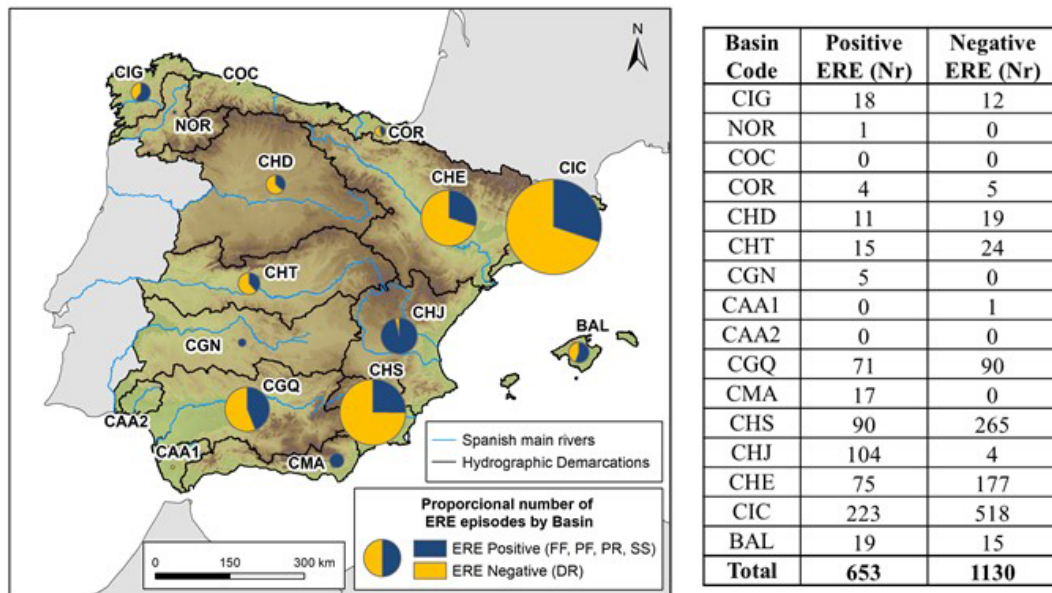 N
CIG
COC
NOR
COR
CHD
CHE
CIC
CHT
CHJ
BAL
CGN
CHS
CGQ
CAA2
CAA1
CMA
Spanish main rivers
Hydrographic Demarcations
Proporcional number of
ERE episodes by Basin
ERE Positive (FF, PF, PR, SS)
ERE Negative (DR)
0 150 300 km
Basin Code Positive ERE (Nr) Negative ERE (Nr)
CIG 18 12
NOR 1 0
COC 0 0
COR 4 5
CHD 11 19
CHT 15 24
CGN 5 0
CAA1 0 1
CAA2 0 0
CGQ 71 90
CMA 17 0
CHS 90 265
CHJ 104 4
CHE 75 177
CIC 223 518
BAL 19 15
Total 653 1130